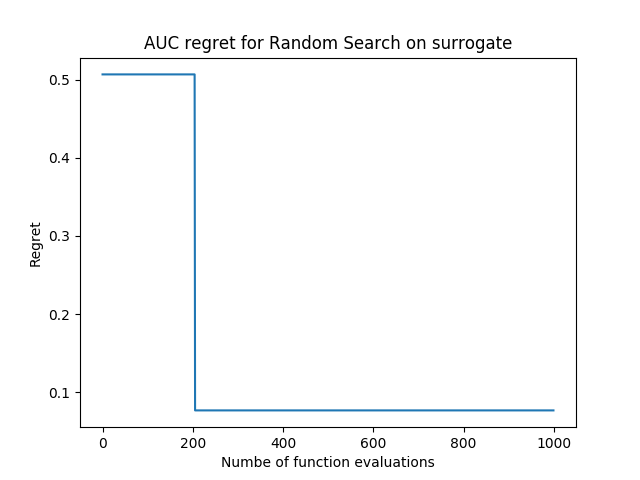 AUC regret for Random Search on surrogate
0.5
0.4
0.3
0.2
0.1
Regret
0 200 400 600 800 1000
Numbe of function evaluations